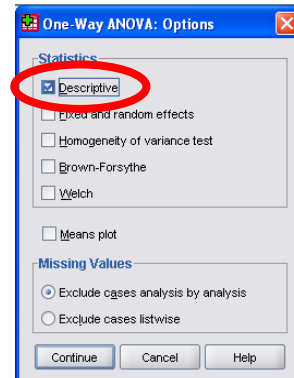 One-Way ANOVA: Options
Statistics
Descriptive
Fixed and random effects
Homogeneity of variance test
Brown-Forsythe
Welch
Means plot
Missing Values
Exclude cases analysis by analysis
Exclude cases listwise
Continue Cancel Help